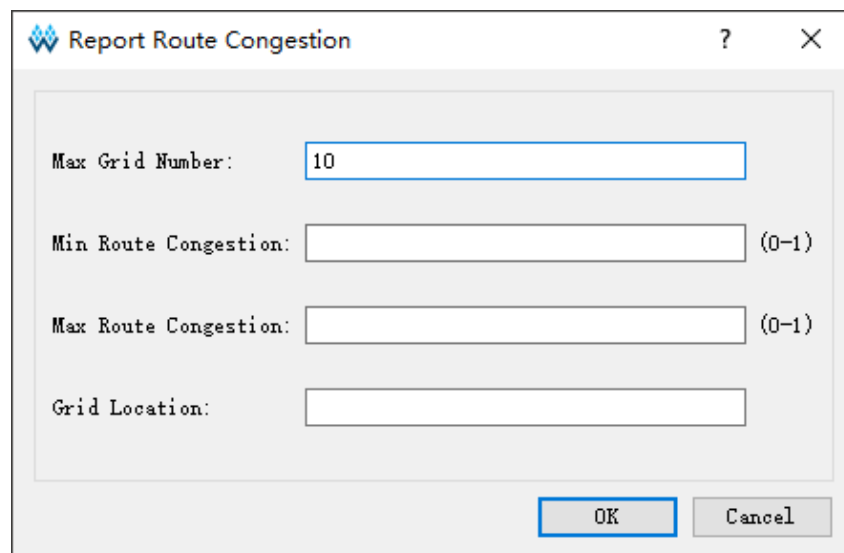 Report Route Congestion ?
Max Grid Number: 10
Min Route Congestion: (0-1)
Max Route Congestion: (0-1)
Grid Location:
OK Cancel